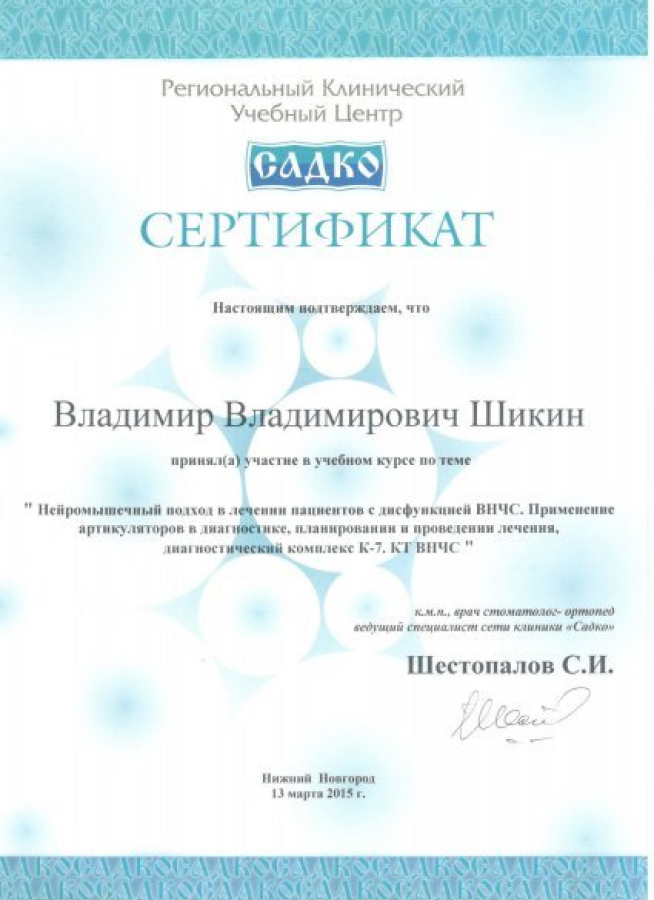 Региональный Клинический
Учебный Центр
САДКО
СЕРТИФИКАТ
Настоящим подтверждаем, что
Владимир Владимирович Шикин
принял(а) участие в учебном курсе по теме
" Нейромышечный подход в лечении пациентов с дисфункцией ВНЧС. Применение
артикуляторов в диагностике, планировании и проведении лечения,
диагностический комплекс К-7. КТ ВНЧС "
к.м.н., врач стоматолог- ортопед
ведущий специалист сети клиники «Садко»
Шестопалов С.И.
Нижний Новгород
13 марта 2015 г.